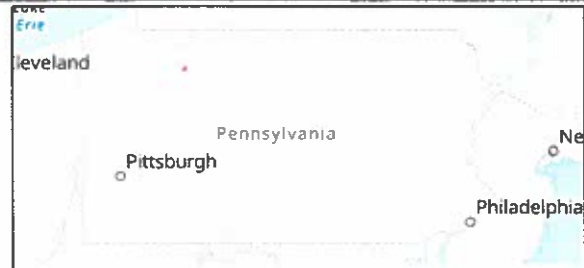 Erie
leveland
Pennsylvania
Ne
Pittsburgh
Philadelphia